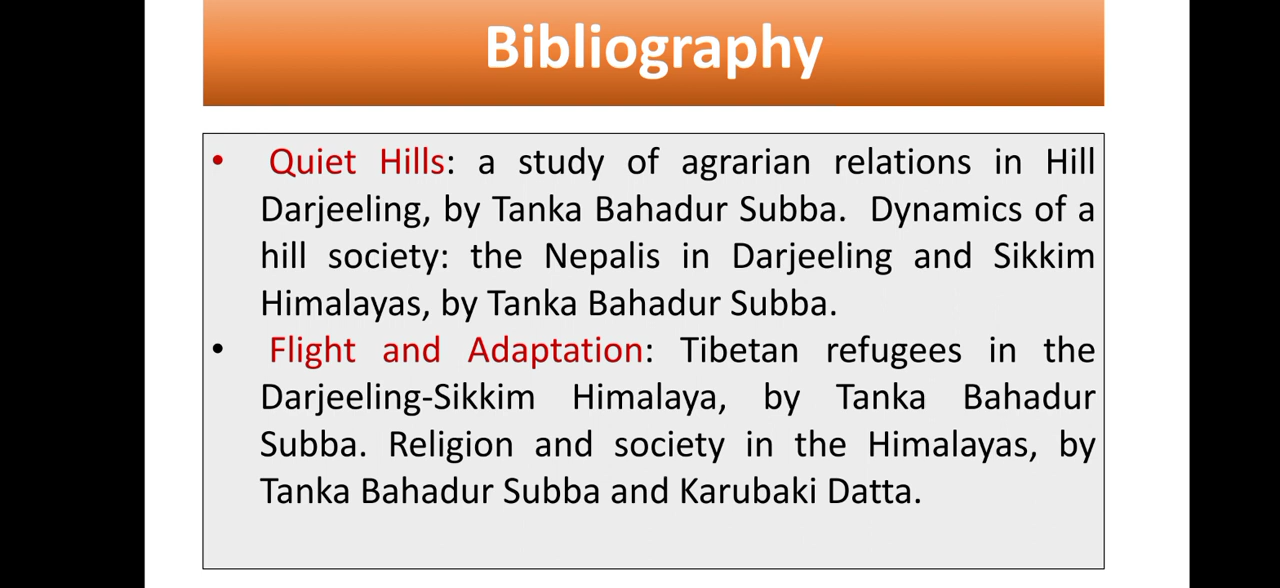 Bibliography
• Quiet Hills: a study of agrarian relations in Hill
Darjeeling, by Tanka Bahadur Subba. Dynamics of a
hill society: the Nepalis in Darjeeling and Sikkim
Himalayas, by Tanka Bahadur Subba.
• Flight and Adaptation: Tibetan refugees in the
Darjeeling-Sikkim Himalaya, by Tanka Bahadur
Subba. Religion and society in the Himalayas, by
Tanka Bahadur Subba and Karubaki Datta.